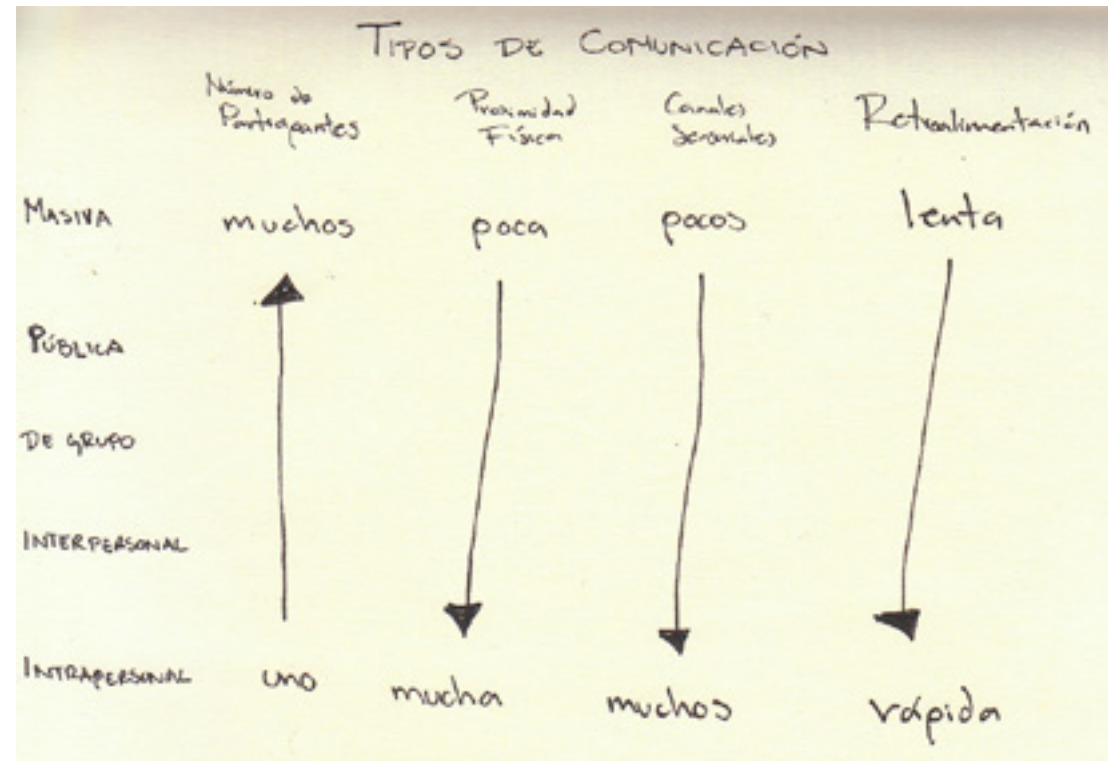 TIPOS DE COMUNICACIÓN
Número de Participantes
Proximidad Física
Canales Sensoriales
Retroalimentación
MASIVA muchos poca pocos lenta
PÚBLICA
DE GRUPO
INTERPERSONAL
INTRAPERSONAL uno mucha muchos rápida